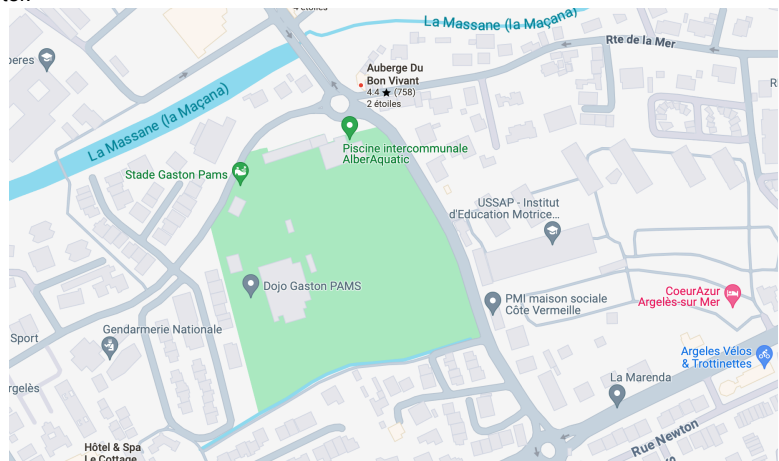 4 étoiles
La Massane (la Maçana)
Rte de la Mer
Auberge Du
Bon Vivant
4.4 ★ (758)
2 étoiles
La Massane (la Maçana)
Piscine intercommunale
AlberAquatic
Stade Gaston Pams
USSAP - Institut
d'Education Motrice...
Dojo Gaston PAMS
CoeurAzur
Argelès-sur Mer
PMI maison sociale
Côte Vermeille
Gendarmerie Nationale
Sport
Argeles Vélos
& Trottinettes
La Marenda
rgelès
Rue Newton
Hôtel & Spa
Le Cottage